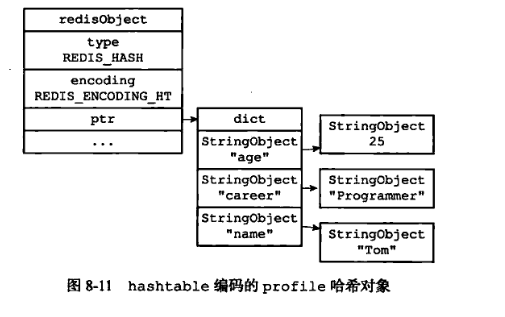 redisObject
type
REDIS_HASH
encoding
REDIS_ENCODING_HT
ptr
...
dict
StringObject
"age"
StringObject
"career"
StringObject
"name"
StringObject
25
StringObject
"Programmer"
StringObject
"Tom"
图 8-11 hashtable 编码的 profile 哈希对象